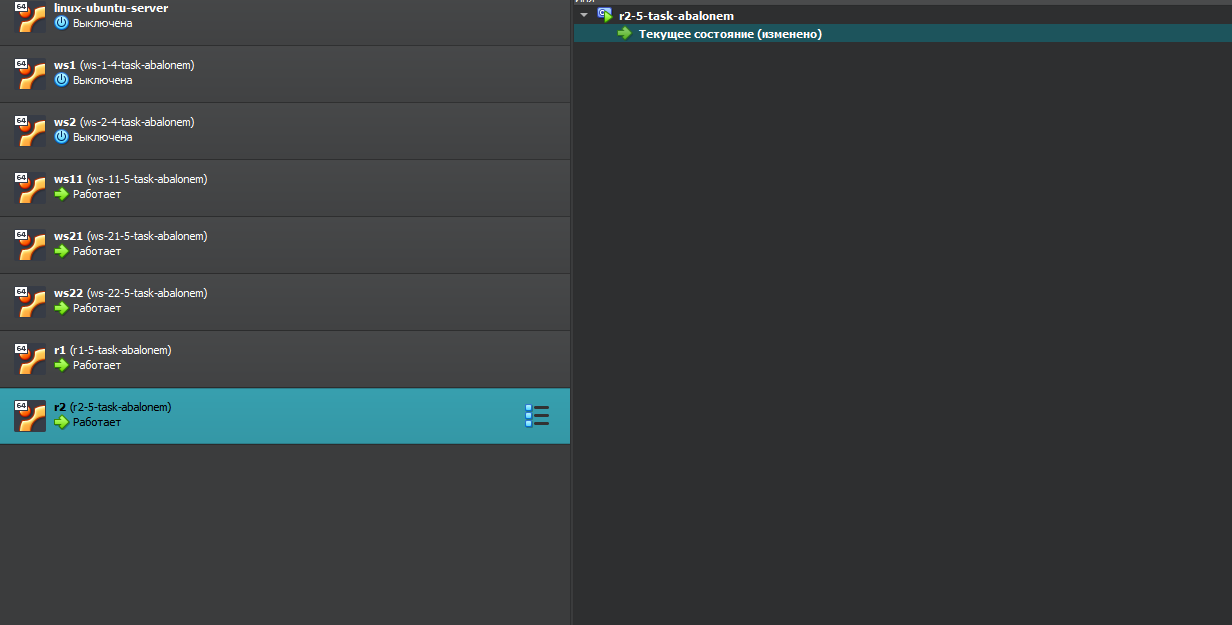 linux-ubuntu-server
Выключена
64
ws1 (ws-1-4-task-abalonem)
Выключена
64
ws2 (ws-2-4-task-abalonem)
Выключена
64
ws11 (ws-11-5-task-abalonem)
Работает
64
ws21 (ws-21-5-task-abalonem)
Работает
64
ws22 (ws-22-5-task-abalonem)
Работает
64
r1 (r1-5-task-abalonem)
Работает
64
r2 (r2-5-task-abalonem)
Работает
64
r2-5-task-abalonem
Текущее состояние (изменено)